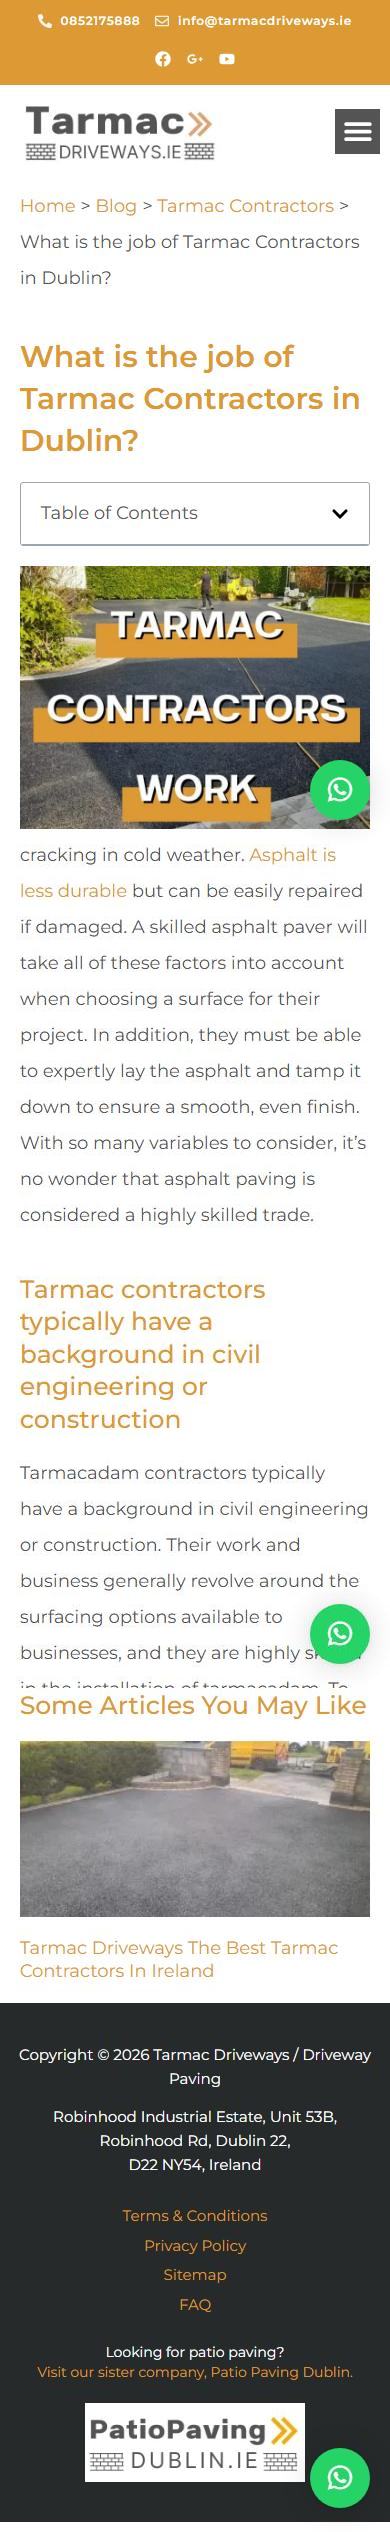 0852175888 info@tarmacdriveways.ie
Tarmac
DRIVEWAYS.IE
Home > Blog > Tarmac Contractors >
What is the job of Tarmac Contractors
in Dublin?
What is the job of
Tarmac Contractors in
Dublin?
Table of Contents
TARMAC
CONTRACTORS
WORK
cracking in cold weather. Asphalt is
less durable but can be easily repaired
if damaged. A skilled asphalt paver will
take all of these factors into account
when choosing a surface for their
project. In addition, they must be able
to expertly lay the asphalt and tamp it
down to ensure a smooth, even finish.
With so many variables to consider, it's
no wonder that asphalt paving is
considered a highly skilled trade.
Tarmac contractors
typically have a
background in civil
engineering or
construction
Tarmacadam contractors typically
have a background in civil engineering
or construction. Their work and
business generally revolve around the
surfacing options available to
businesses, and they are highly
in the installation of tarmacadam. To
Some Articles You May Like
Tarmac Driveways The Best Tarmac
Contractors In Ireland
Copyright © 2026 Tarmac Driveways / Driveway
Paving
Robinhood Industrial Estate, Unit 53B,
Robinhood Rd, Dublin 22,
D22 NY54, Ireland
Terms & Conditions
Privacy Policy
Sitemap
FAQ
Looking for patio paving?
Visit our sister company, Patio Paving Dublin.
PatioPaving
DUBLIN.IE